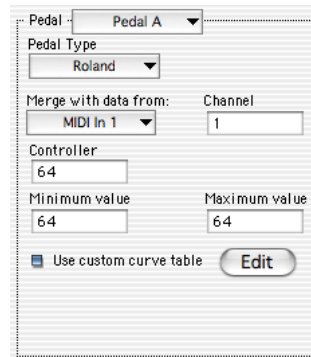 Pedal Pedal A
Pedal Type
Roland
Merge with data from: Channel
MIDI In 1 1
Controller
64
Minimum value Maximum value
64 64
Use custom curve table Edit